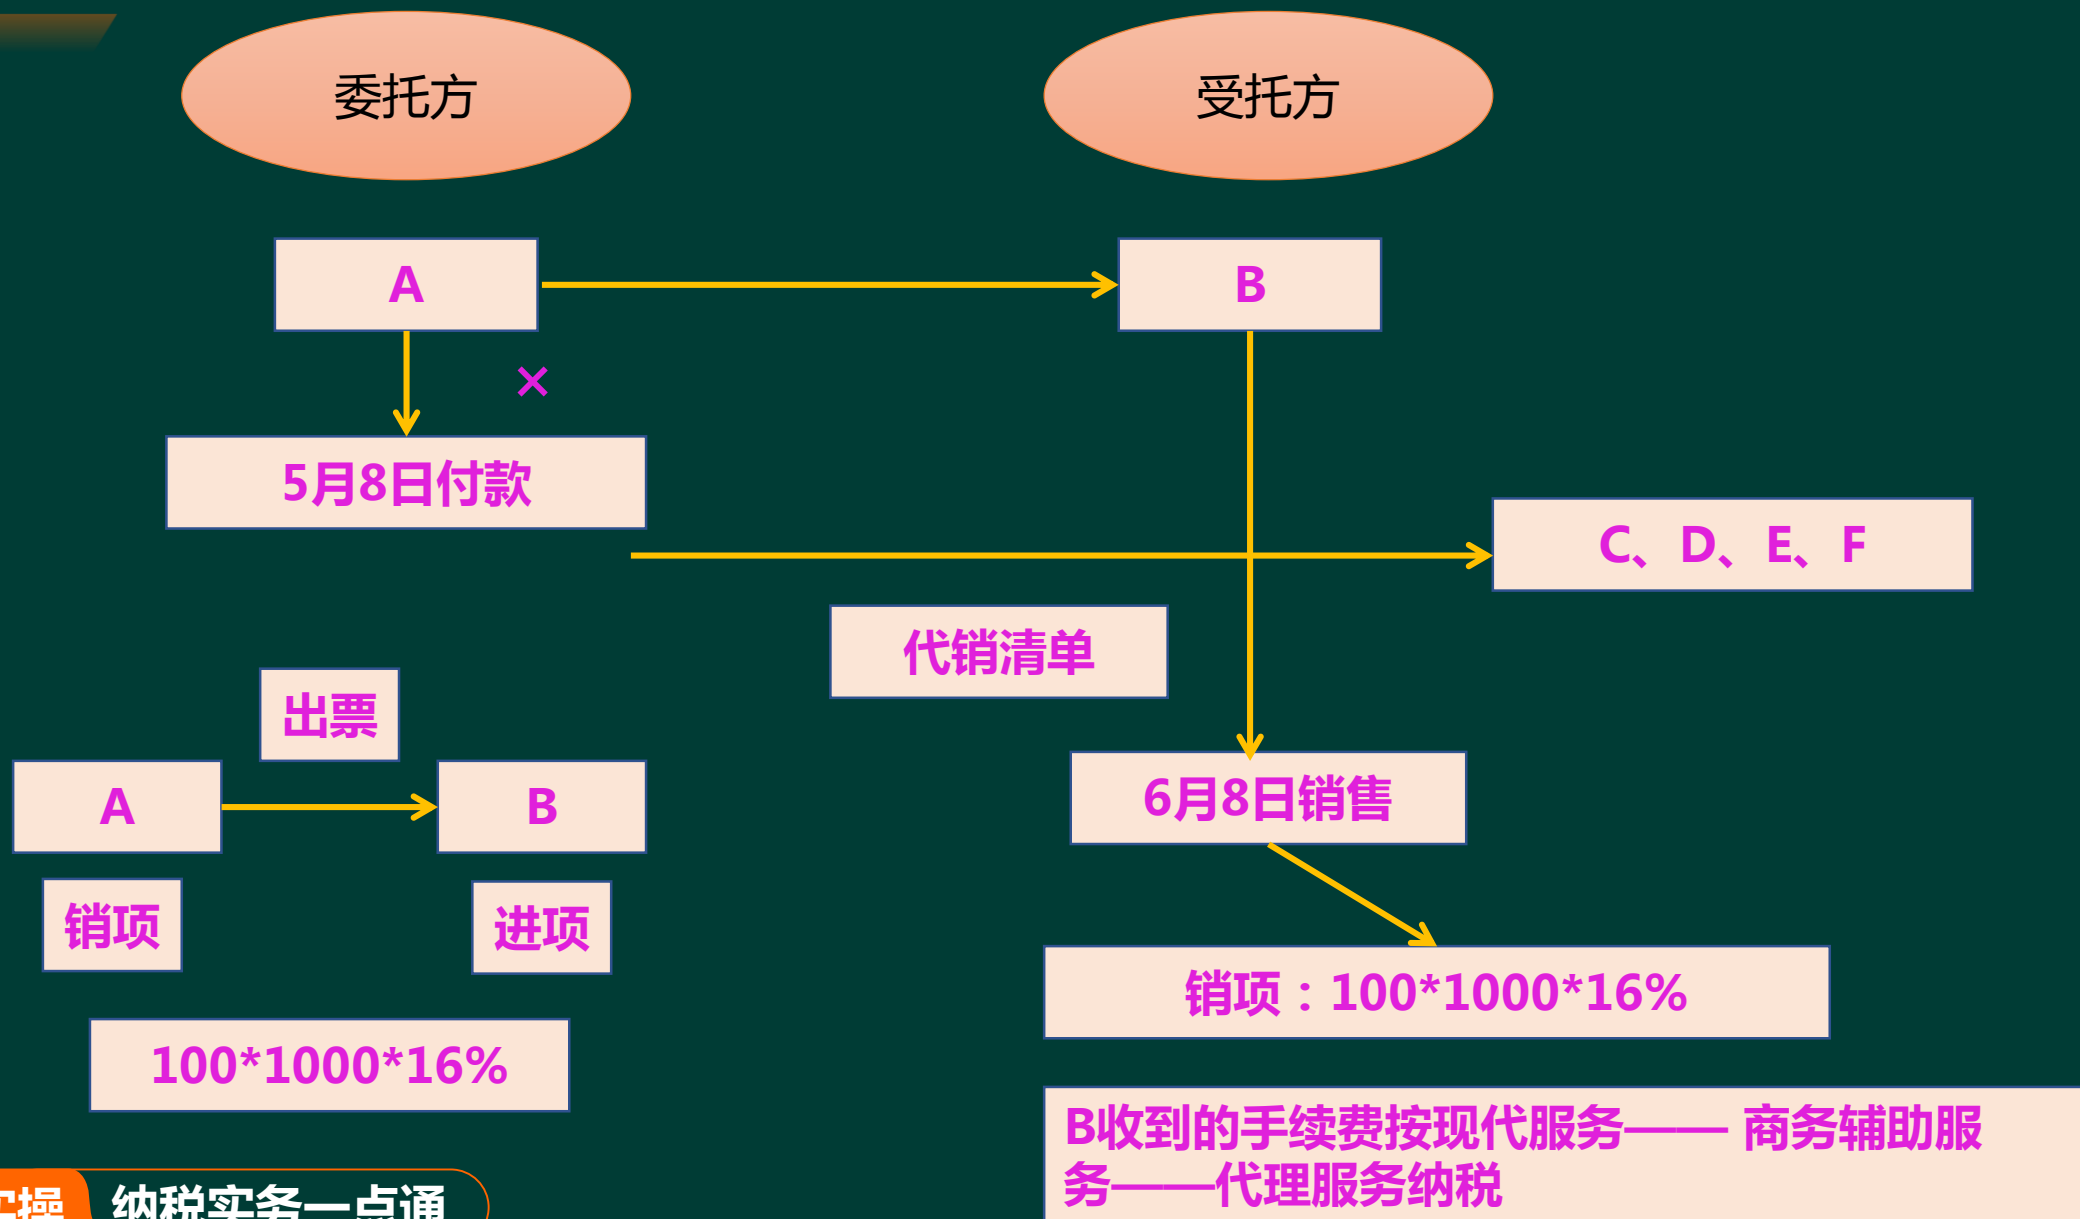 委托方
受托方
A
B
×
5月8日付款
C、D、E、F
代销清单
出票
A
B
6月8日销售
销项
进项
销项：100*1000*16%
100*1000*16%
B收到的手续费按现代服务—— 商务辅助服
务——代理服务纳税
实操
纳税实务一点通